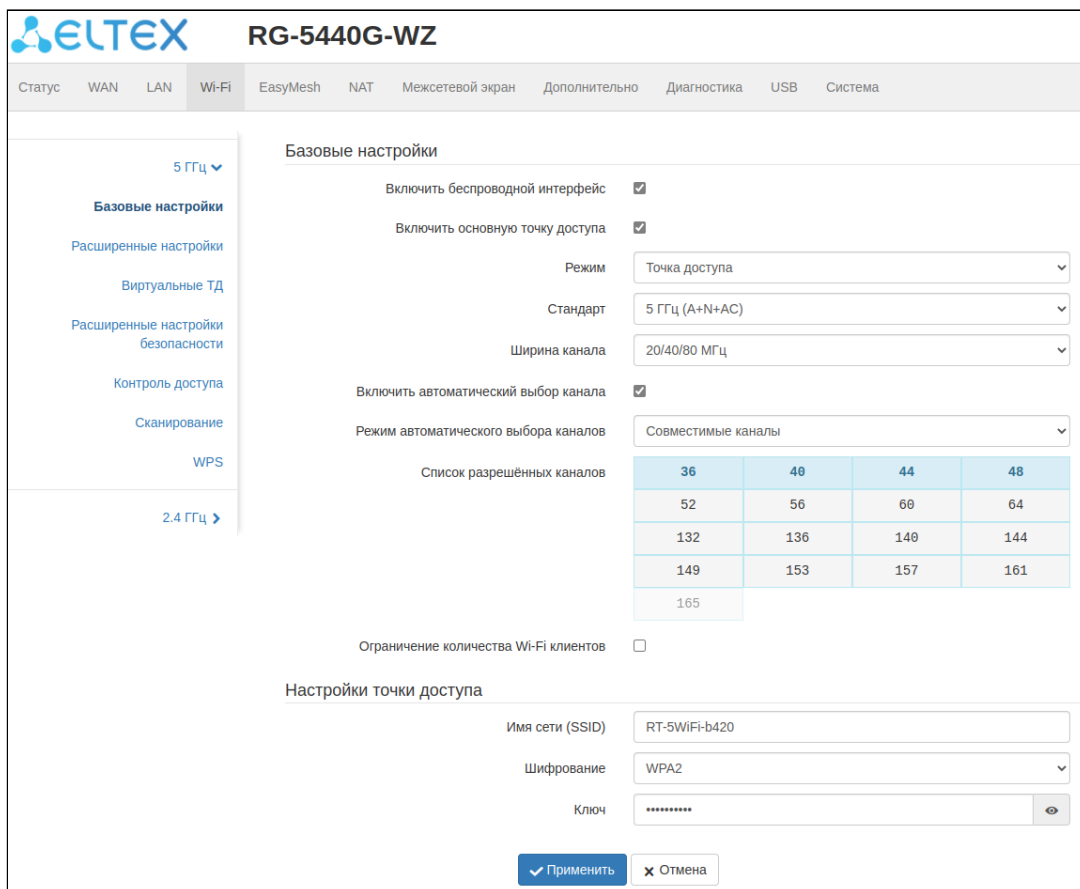 ELTEX RG-5440G-WZ
Статус WAN LAN Wi-Fi EasyMesh NAT Межсетевой экран Дополнительно Диагностика USB Система
5 ГГц
Базовые настройки
Расширенные настройки
Виртуальные ТД
Расширенные настройки
безопасности
Контроль доступа
Сканирование
WPS
2.4 ГГц
Базовые настройки
Включить беспроводной интерфейс
Включить основную точку доступа
Режим Точка доступа
Стандарт 5 ГГц (A+N+AC)
Ширина канала 20/40/80 МГц
Включить автоматический выбор канала
Режим автоматического выбора каналов Совместимые каналы
Список разрешённых каналов 36 40 44 48
52 56 60 64
132 136 140 144
149 153 157 161
165
Ограничение количества Wi-Fi клиентов
Настройки точки доступа
Имя сети (SSID) RT-5WiFi-b420
Шифрование WPA2
Ключ ••••••••••
Применить Отмена